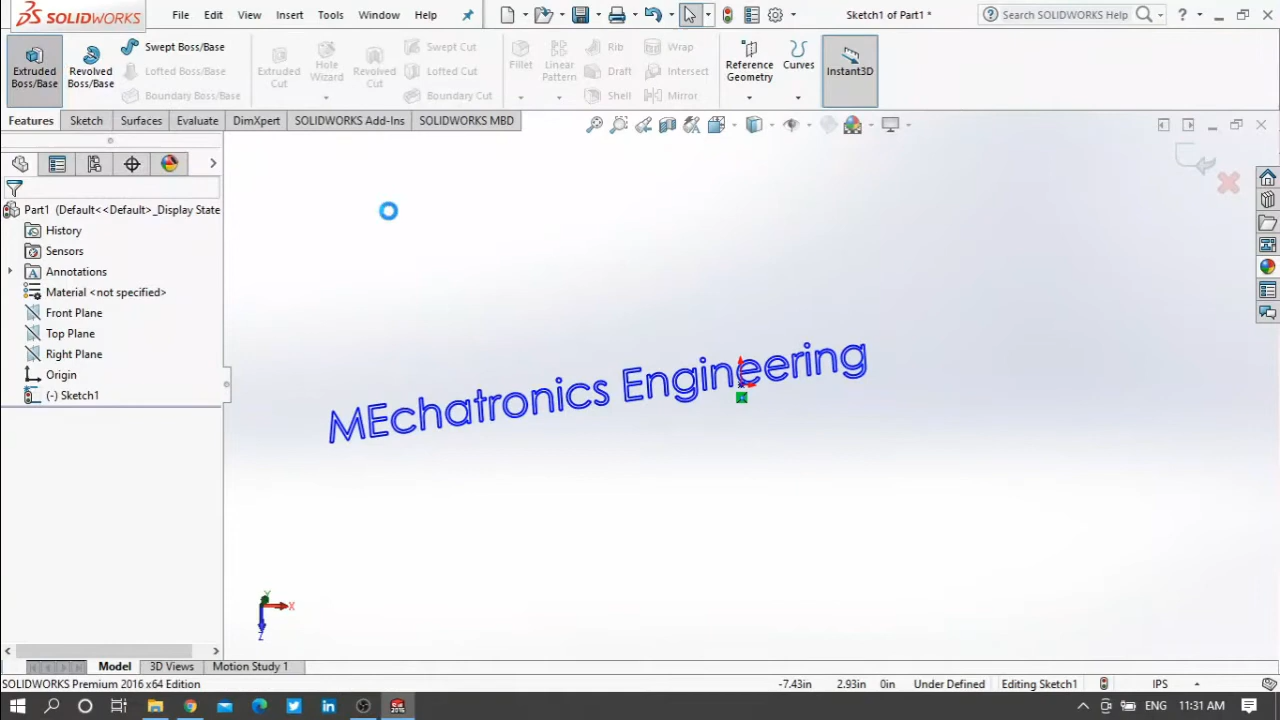 SOLIDWORKS File Edit View Insert Tools Window Help Sketch1 of Part1 * Search SOLIDWORKS Help
Extruded Boss/Base
Revolved Boss/Base
Swept Boss/Base
Lofted Boss/Base
Boundary Boss/Base
Extruded Cut
Hole Wizard
Revolved Cut
Swept Cut
Lofted Cut
Boundary Cut
Fillet
Linear Pattern
Rib
Draft
Shell
Wrap
Intersect
Mirror
Reference Geometry
Curves
Instant3D
Features Sketch Surfaces Evaluate DimXpert SOLIDWORKS Add-Ins SOLIDWORKS MBD
Part1 (Default<<Default>_Display State
History
Sensors
Annotations
Material <not specified>
Front Plane
Top Plane
Right Plane
Origin
(-) Sketch1
MEchatronics Engineering
Y
X
Z
Model 3D Views Motion Study 1
SOLIDWORKS Premium 2016 x64 Edition -7.43in 2.93in 0in Under Defined Editing Sketch1 IPS
ENG 11:31 AM